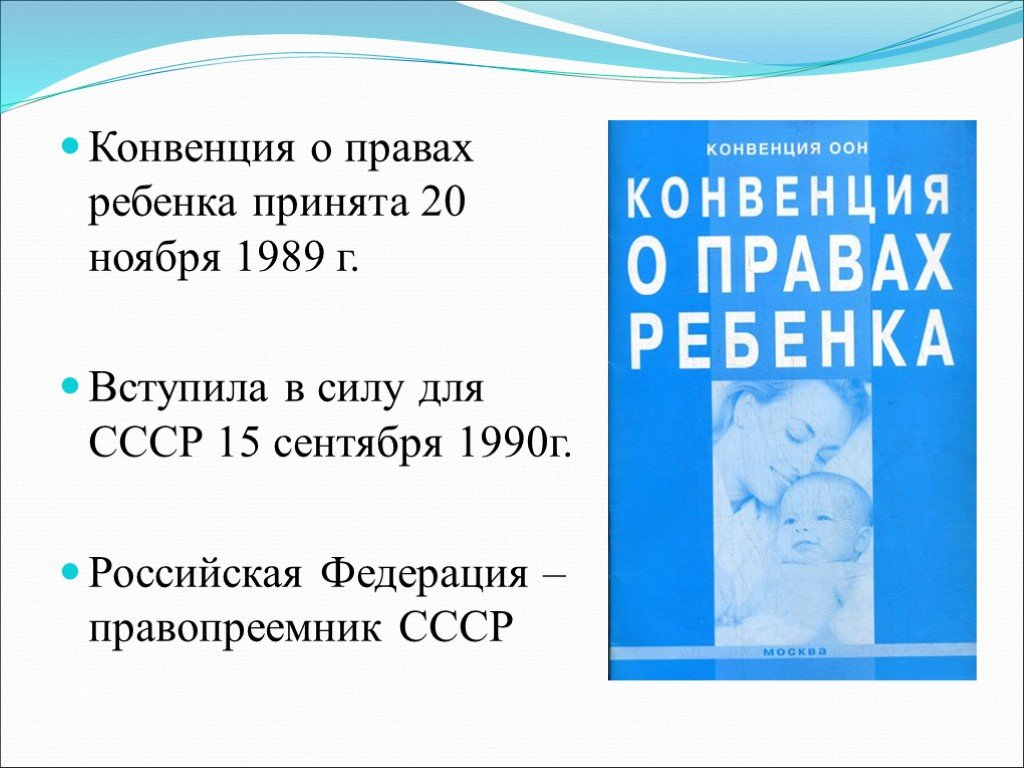 Конвенция о правах
ребенка принята 20
ноября 1989 г.
Вступила в силу для
СССР 15 сентября 1990г.
Российская Федерация –
правопреемник СССР
КОНВЕНЦИЯ ООН
КОНВЕНЦИЯ
О ПРАВАХ
РЕБЕНКА
МОСКВА